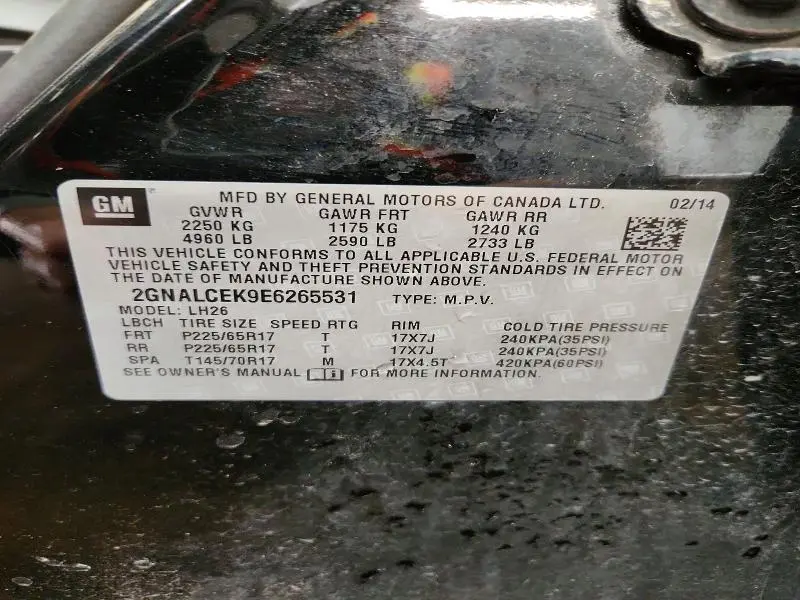 GM MFD BY GENERAL MOTORS OF CANADA LTD. 02/14
GVWR GAWR FRT GAWR RR
2250 KG 1175 KG 1240 KG
4960 LB 2590 LB 2733 LB
THIS VEHICLE CONFORMS TO ALL APPLICABLE U.S. FEDERAL MOTOR
VEHICLE SAFETY AND THEFT PREVENTION STANDARDS IN EFFECT ON
THE DATE OF MANUFACTURE SHOWN ABOVE.
2GNALCEK9E6265531 TYPE: M.P.V.
MODEL: LH26
LBCH TIRE SIZE SPEED RTG RIM COLD TIRE PRESSURE
FRT P225/65R17 T 17X7J 240KPA(35PSI)
RR P225/65R17 T 17X7J 240KPA(35PSI)
SPA T145/70R17 M 17X4.5T 420KPA(60PSI)
SEE OWNER'S MANUAL FOR MORE INFORMATION.